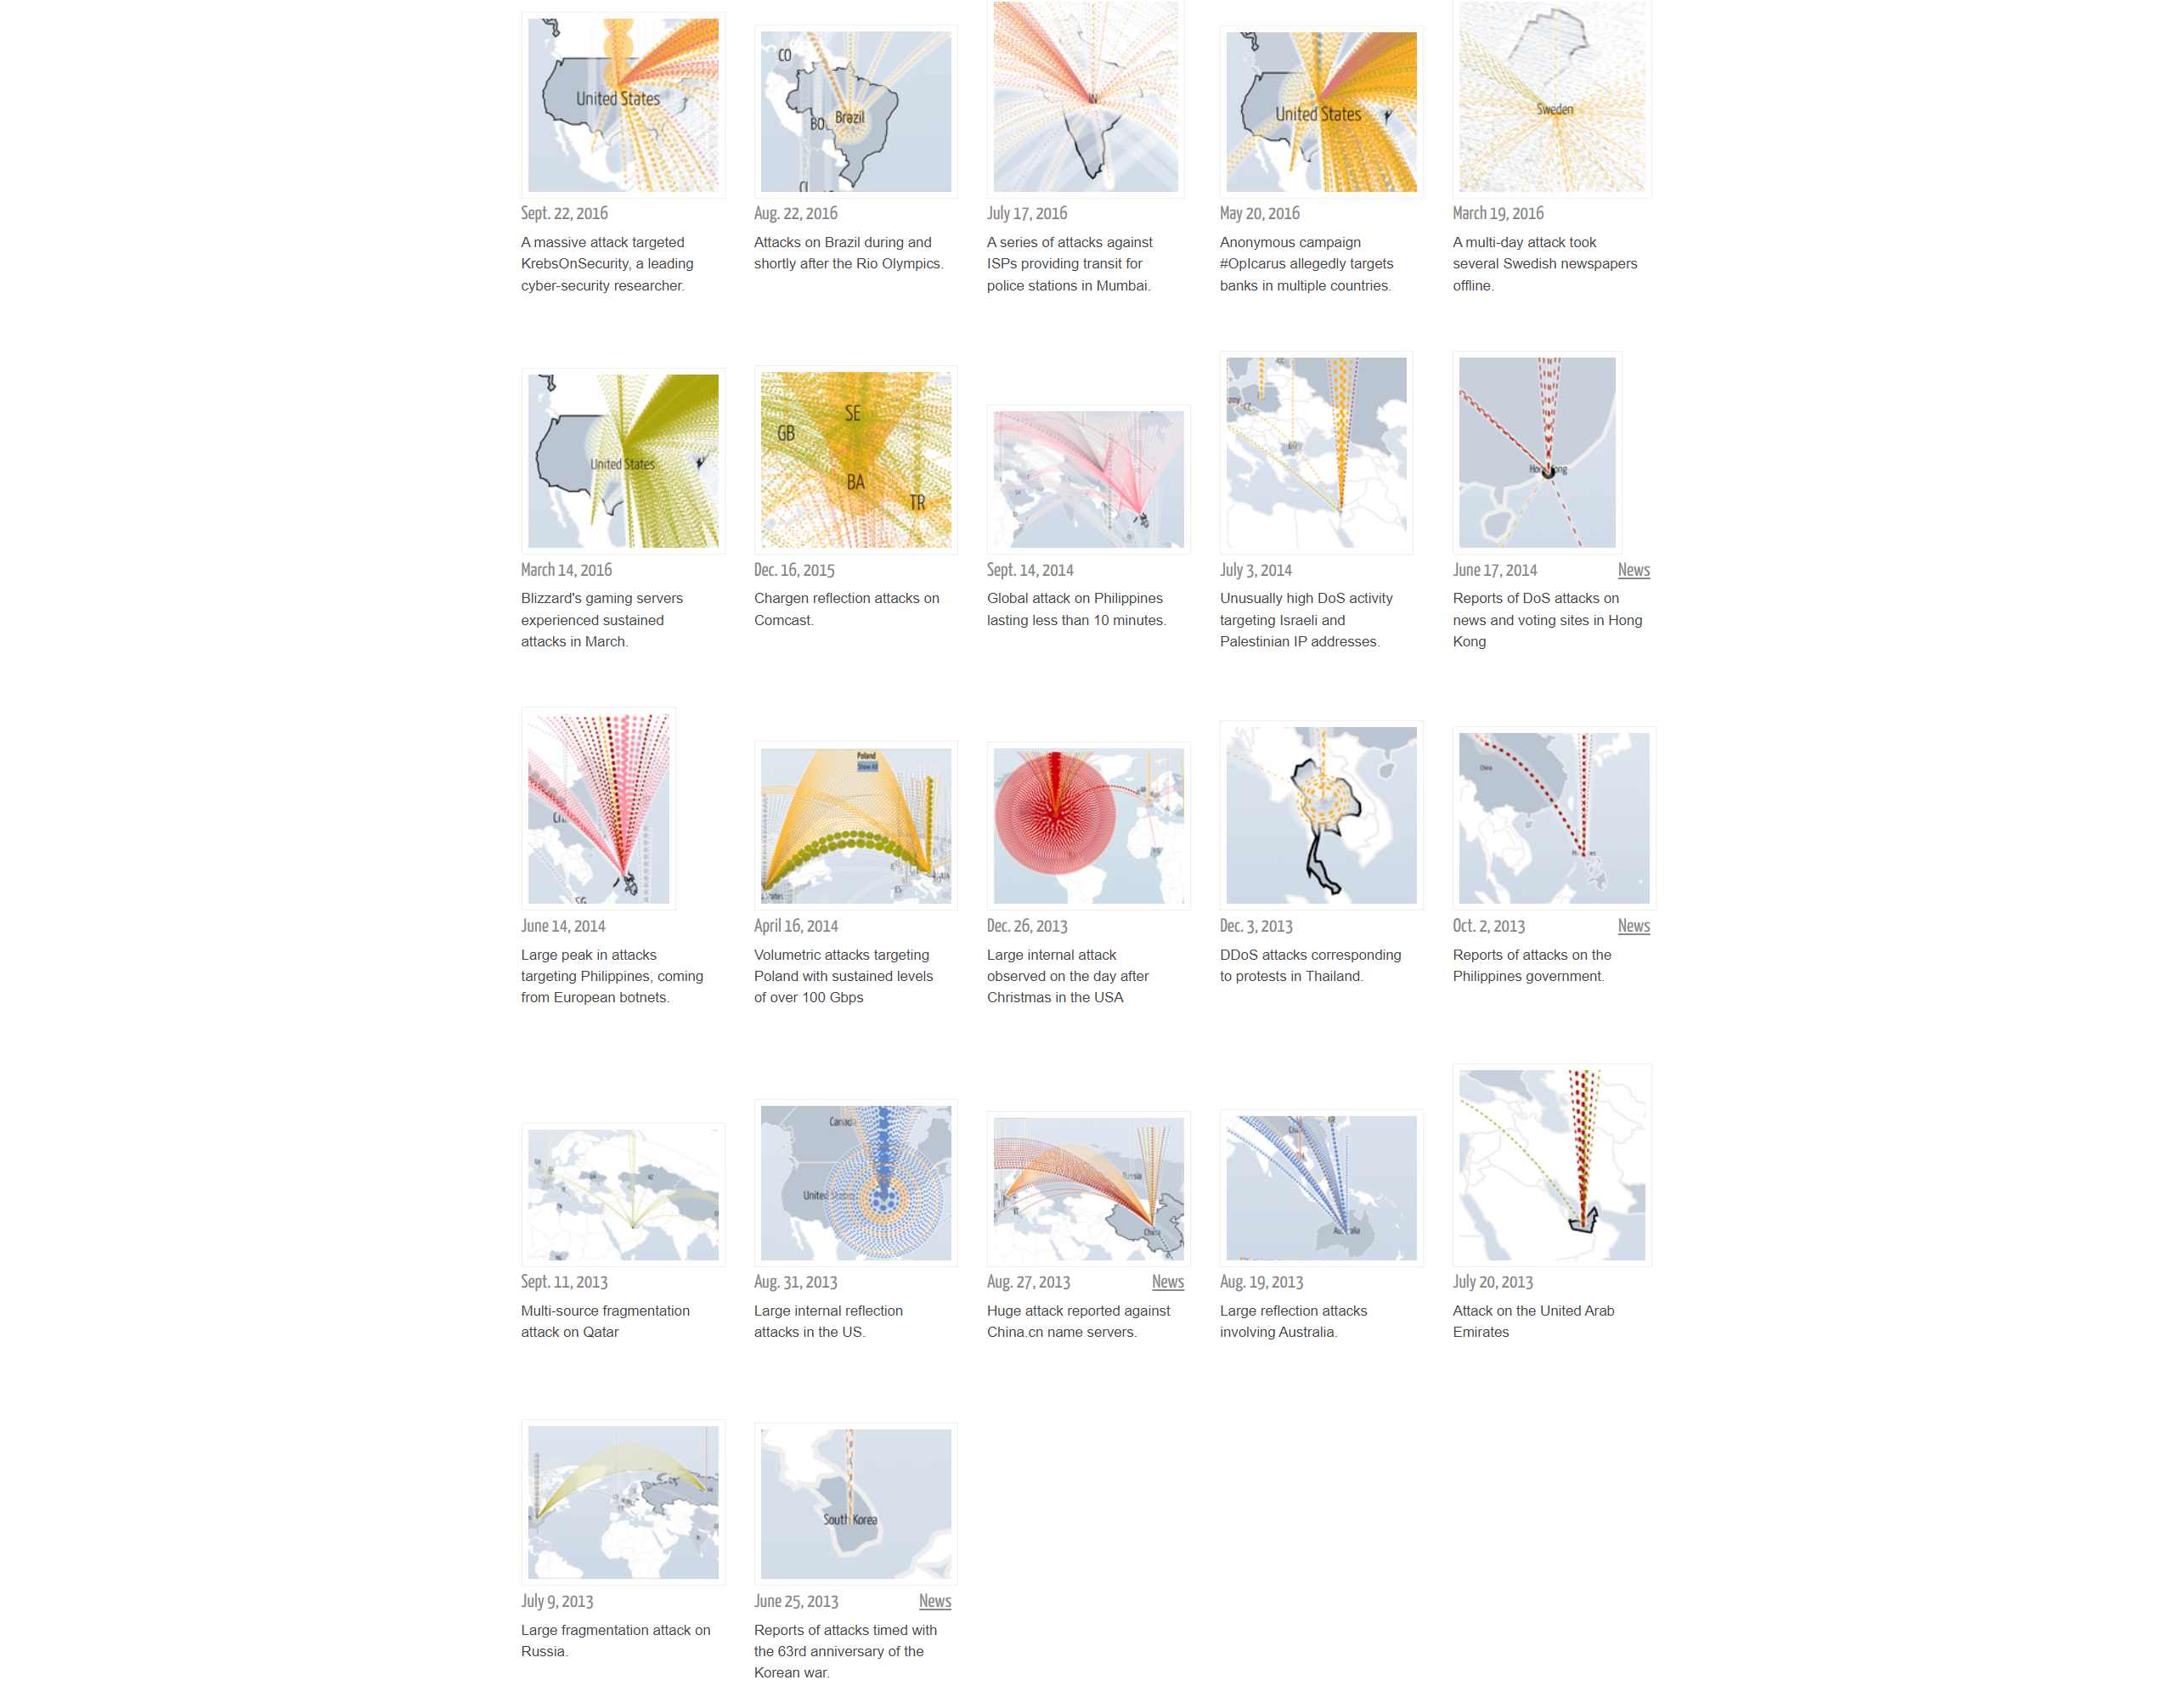 United States
CO
BO
Brazil
IN
United States
Sweden
Sept. 22, 2016
A massive attack targeted
KrebsOnSecurity, a leading
cyber-security researcher.
Aug. 22, 2016
Attacks on Brazil during and
shortly after the Rio Olympics.
July 17, 2016
A series of attacks against
ISPs providing transit for
police stations in Mumbai.
May 20, 2016
Anonymous campaign
#OpIcarus allegedly targets
banks in multiple countries.
March 19, 2016
A multi-day attack took
several Swedish newspapers
offline.
United States
SE
GB
BA
TR
BG
March 14, 2016
Blizzard's gaming servers
experienced sustained
attacks in March.
Dec. 16, 2015
Chargen reflection attacks on
Comcast.
Sept. 14, 2014
Global attack on Philippines
lasting less than 10 minutes.
July 3, 2014
Unusually high DoS activity
targeting Israeli and
Palestinian IP addresses.
June 17, 2014 News
Reports of DoS attacks on
news and voting sites in Hong
Kong
SG
Poland
Show All
China
June 14, 2014
Large peak in attacks
targeting Philippines, coming
from European botnets.
April 16, 2014
Volumetric attacks targeting
Poland with sustained levels
of over 100 Gbps
Dec. 26, 2013
Large internal attack
observed on the day after
Christmas in the USA
Dec. 3, 2013
DDoS attacks corresponding
to protests in Thailand.
Oct. 2, 2013 News
Reports of attacks on the
Philippines government.
KZ
Canada
United States
Russia
China
Australia
Sept. 11, 2013
Multi-source fragmentation
attack on Qatar
Aug. 31, 2013
Large internal reflection
attacks in the US.
Aug. 27, 2013 News
Huge attack reported against
China.cn name servers.
Aug. 19, 2013
Large reflection attacks
involving Australia.
July 20, 2013
Attack on the United Arab
Emirates
South Korea
July 9, 2013
Large fragmentation attack on
Russia.
June 25, 2013 News
Reports of attacks timed with
the 63rd anniversary of the
Korean war.